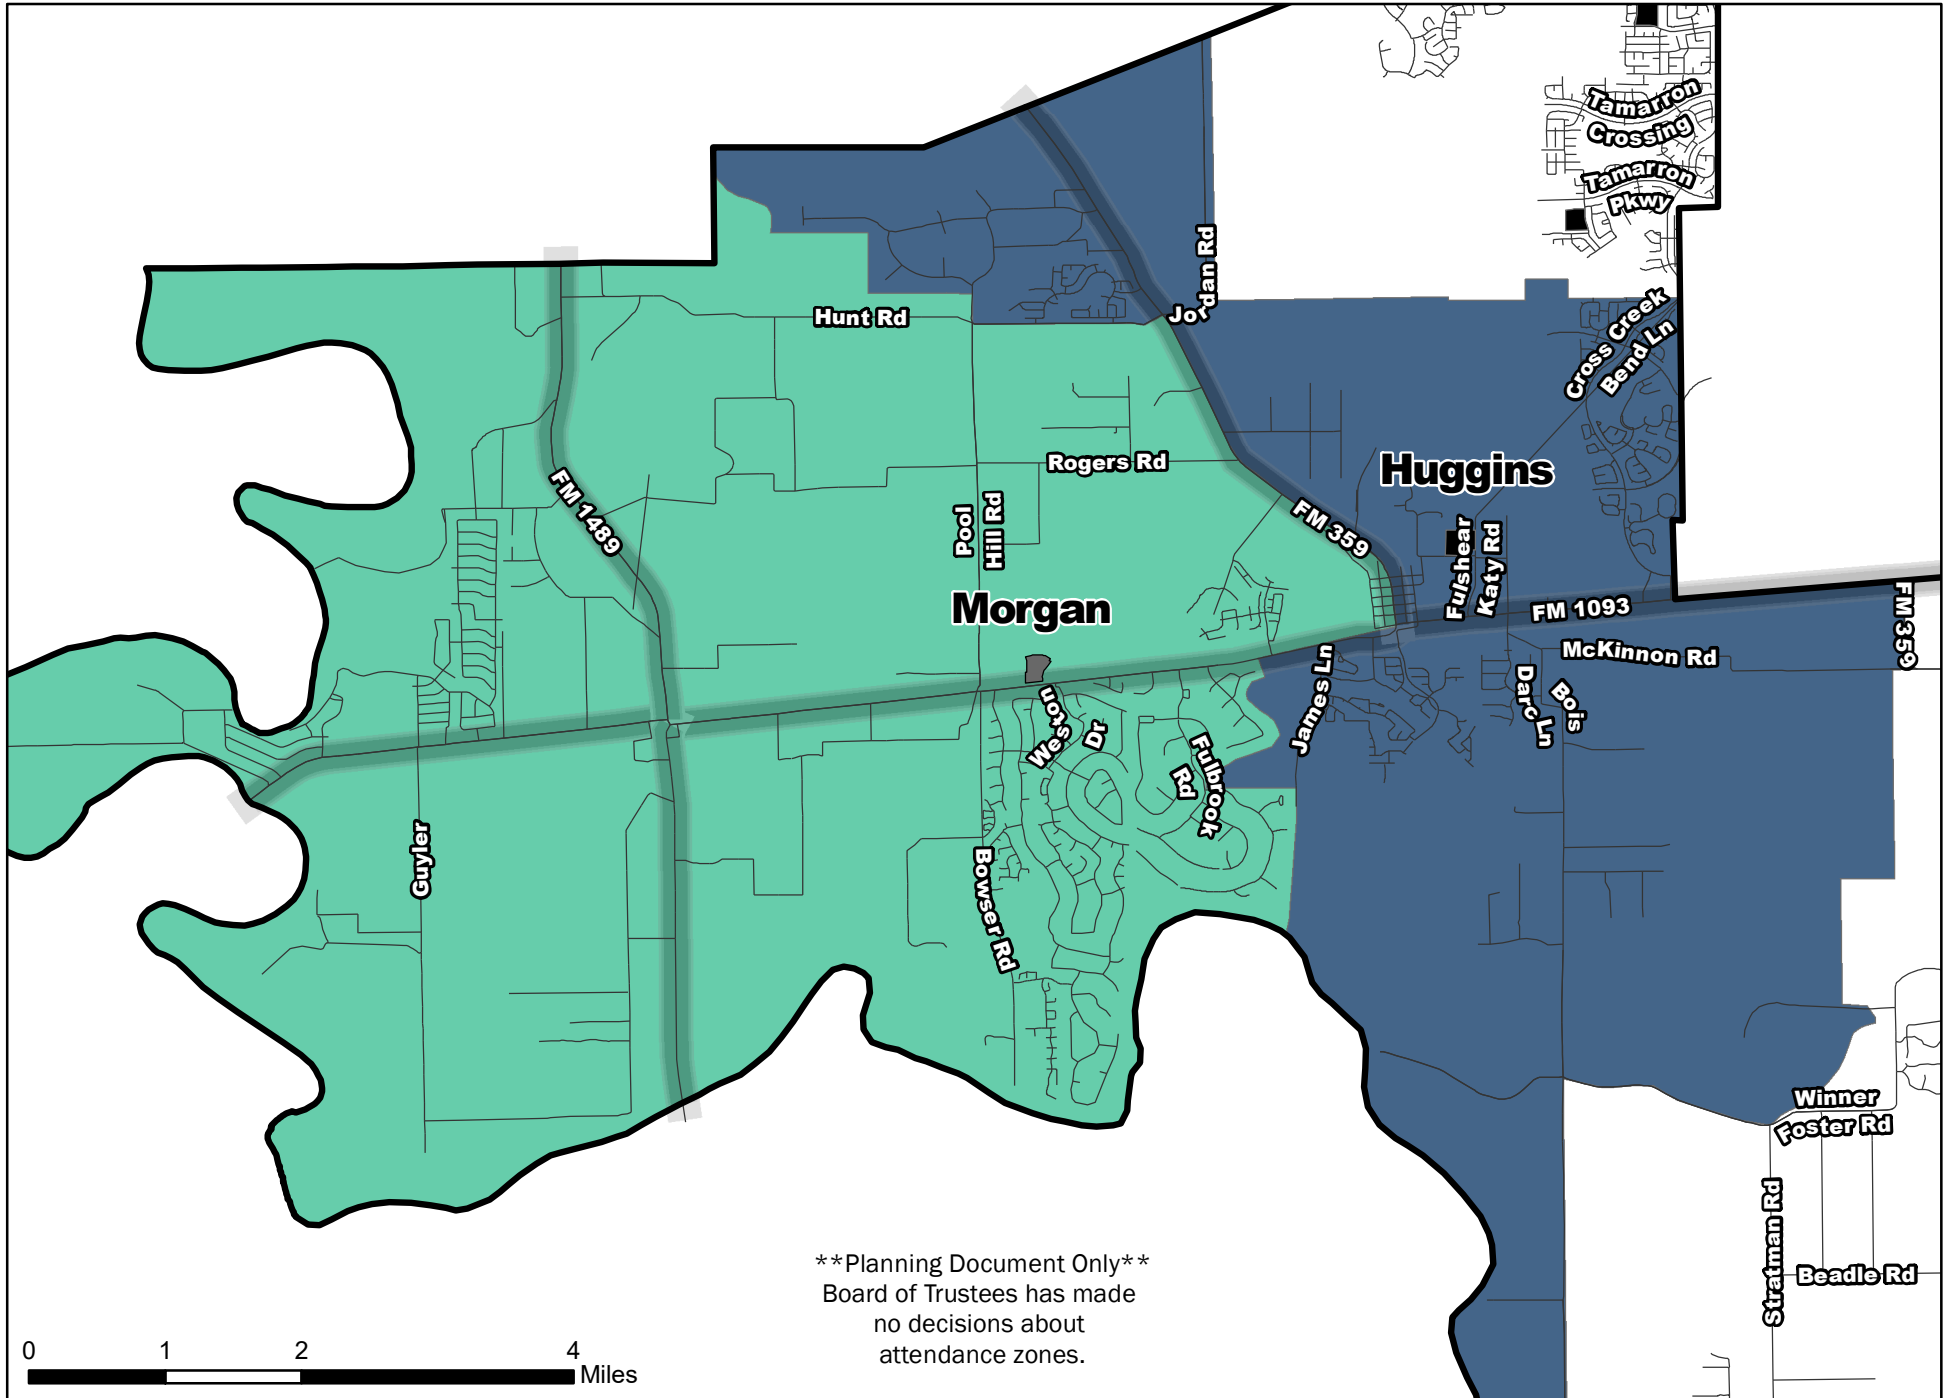 Tamarron
Crossing
Tamarron
Pkwy
Jordan Rd
Hunt Rd
Cross Creek
Bend Ln
Rogers Rd
Huggins
FM 1489
Pool
Hill Rd
FM 359
Fulshear
Katy Rd
Morgan
FM 1093
FM 359
McKinnon Rd
James Ln
Weston
Dr
Bois
Darc Ln
Fulbrook
Rd
Guyler
Bowser Rd
Winner
Foster Rd
Stratman Rd
Beadle Rd
**Planning Document Only**
Board of Trustees has made
no decisions about
attendance zones.
0 1 2 4
Miles